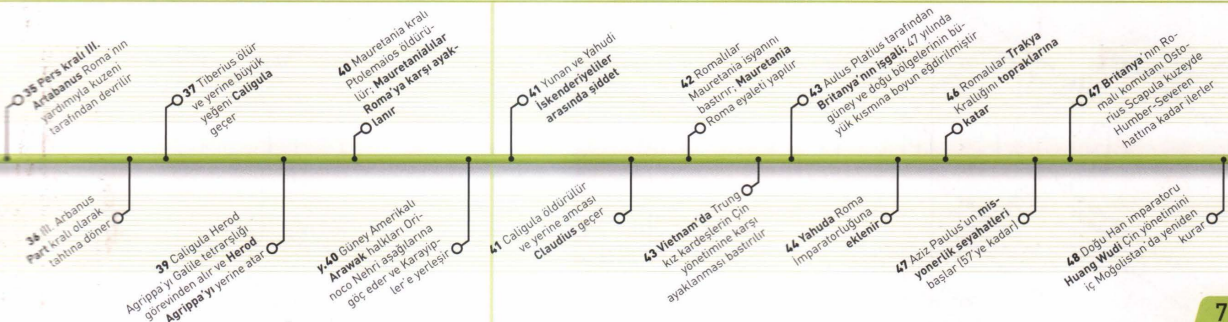 35 Pers kralı III.
Artabanus Roma'nın
yardımıyla kuzeni
tarafından devrilir
37 Tiberius ölür
ve yerine büyük
yeğeni Caligula
geçer
40 Mauretania kralı
Ptolemaios öldürü-
lür; Mauretanialılar
Roma'ya karşı ayak-
lanır
41 Yunan ve Yahudi
İskenderiyeliler
arasında şiddet
42 Romalılar
Mauretania isyanını
bastırır; Mauretania
Roma eyaleti yapılır
43 Aulus Platius tarafından
Britanya'nın işgali; 47 yılında
güney ve doğu bölgelerinin bü-
yük kısmına boyun eğdirilmiştir
46 Romalılar Trakya
Krallığını topraklarına
katar
47 Britanya'nın Ro-
malı komutanı Osto-
rius Scapula kuzeyde
Humber-Severen
hattına kadar ilerler
36 III. Arbanus
Part kralı olarak
tahtına döner
39 Caligula Herod
Agrippa'yı Galile tetrarşlığı
görevinden alır ve Herod
Agrippa'yı yerine atar
y.40 Güney Amerikalı
Arawak halkları Ori-
noco Nehri aşağılarına
göç eder ve Karayip-
ler'e yerleşir
41 Caligula öldürülür
ve yerine amcası
Claudius geçer
43 Vietnam'da Trung
kız kardeşlerin Çin
yönetimine karşı
ayaklanması bastırılır
44 Yahuda Roma
İmparatorluğuna
eklenir
47 Aziz Paulus'un mis-
yonerlik seyahatleri
başlar (57'ye kadar)
48 Doğu Han imparatoru
Huang Wudi Çin yönetimini
iç Moğolistan'da yeniden
kurar
7